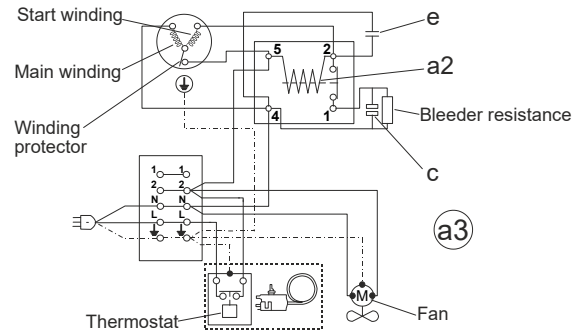 Start winding
Main winding
Winding
protector
e
a2
5
2
4
1
Bleeder resistance
c
1 1
2 2
N N
L L
a3
M
Fan
Thermostat